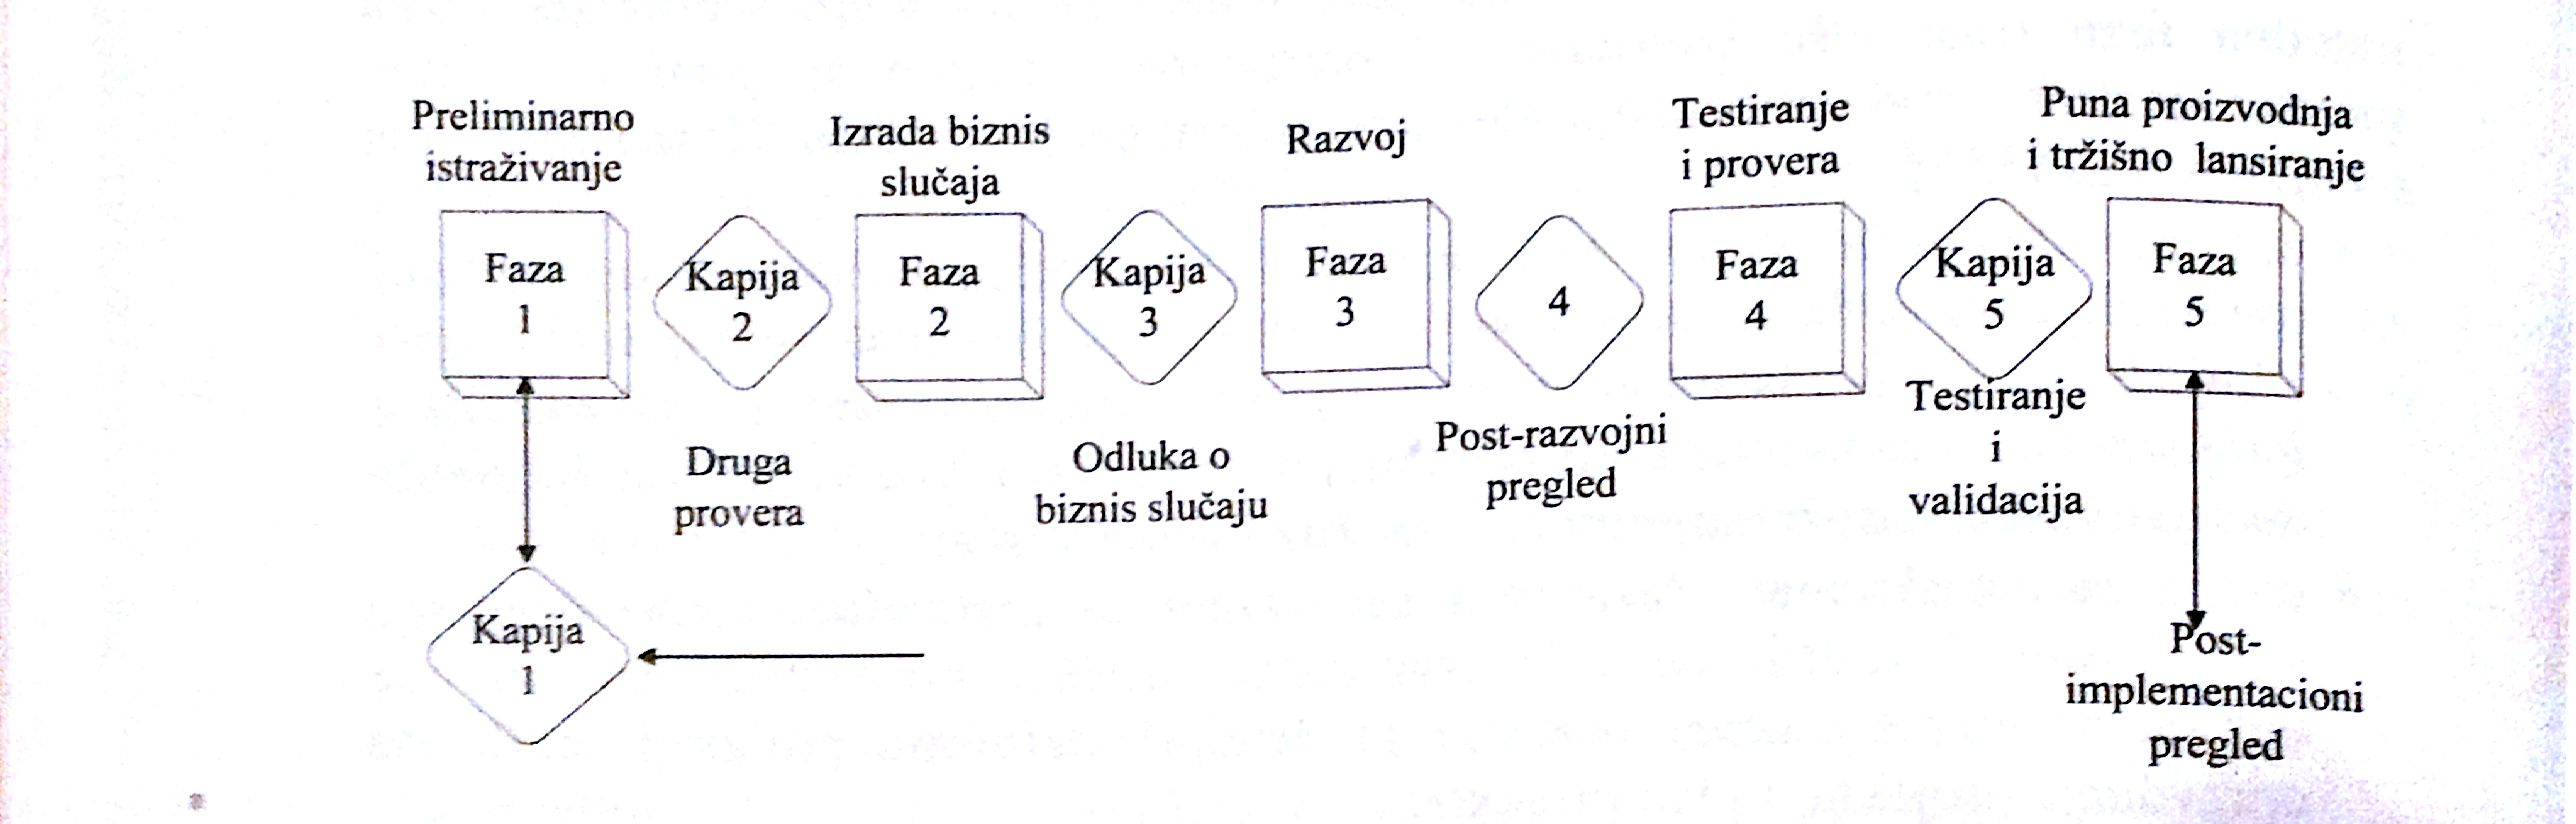 Preliminarno
istraživanje
Izrada biznis
slučaja
Razvoj
Testiranje
i provera
Puna proizvodnja
i tržišno lansiranje
Faza
1
Kapija
2
Faza
2
Kapija
3
Faza
3
4
Faza
4
Kapija
5
Faza
5
Druga
provera
Odluka o
biznis slučaju
Post-razvojni
pregled
Testiranje
i
validacija
Kapija
1
Post-
implementacioni
pregled